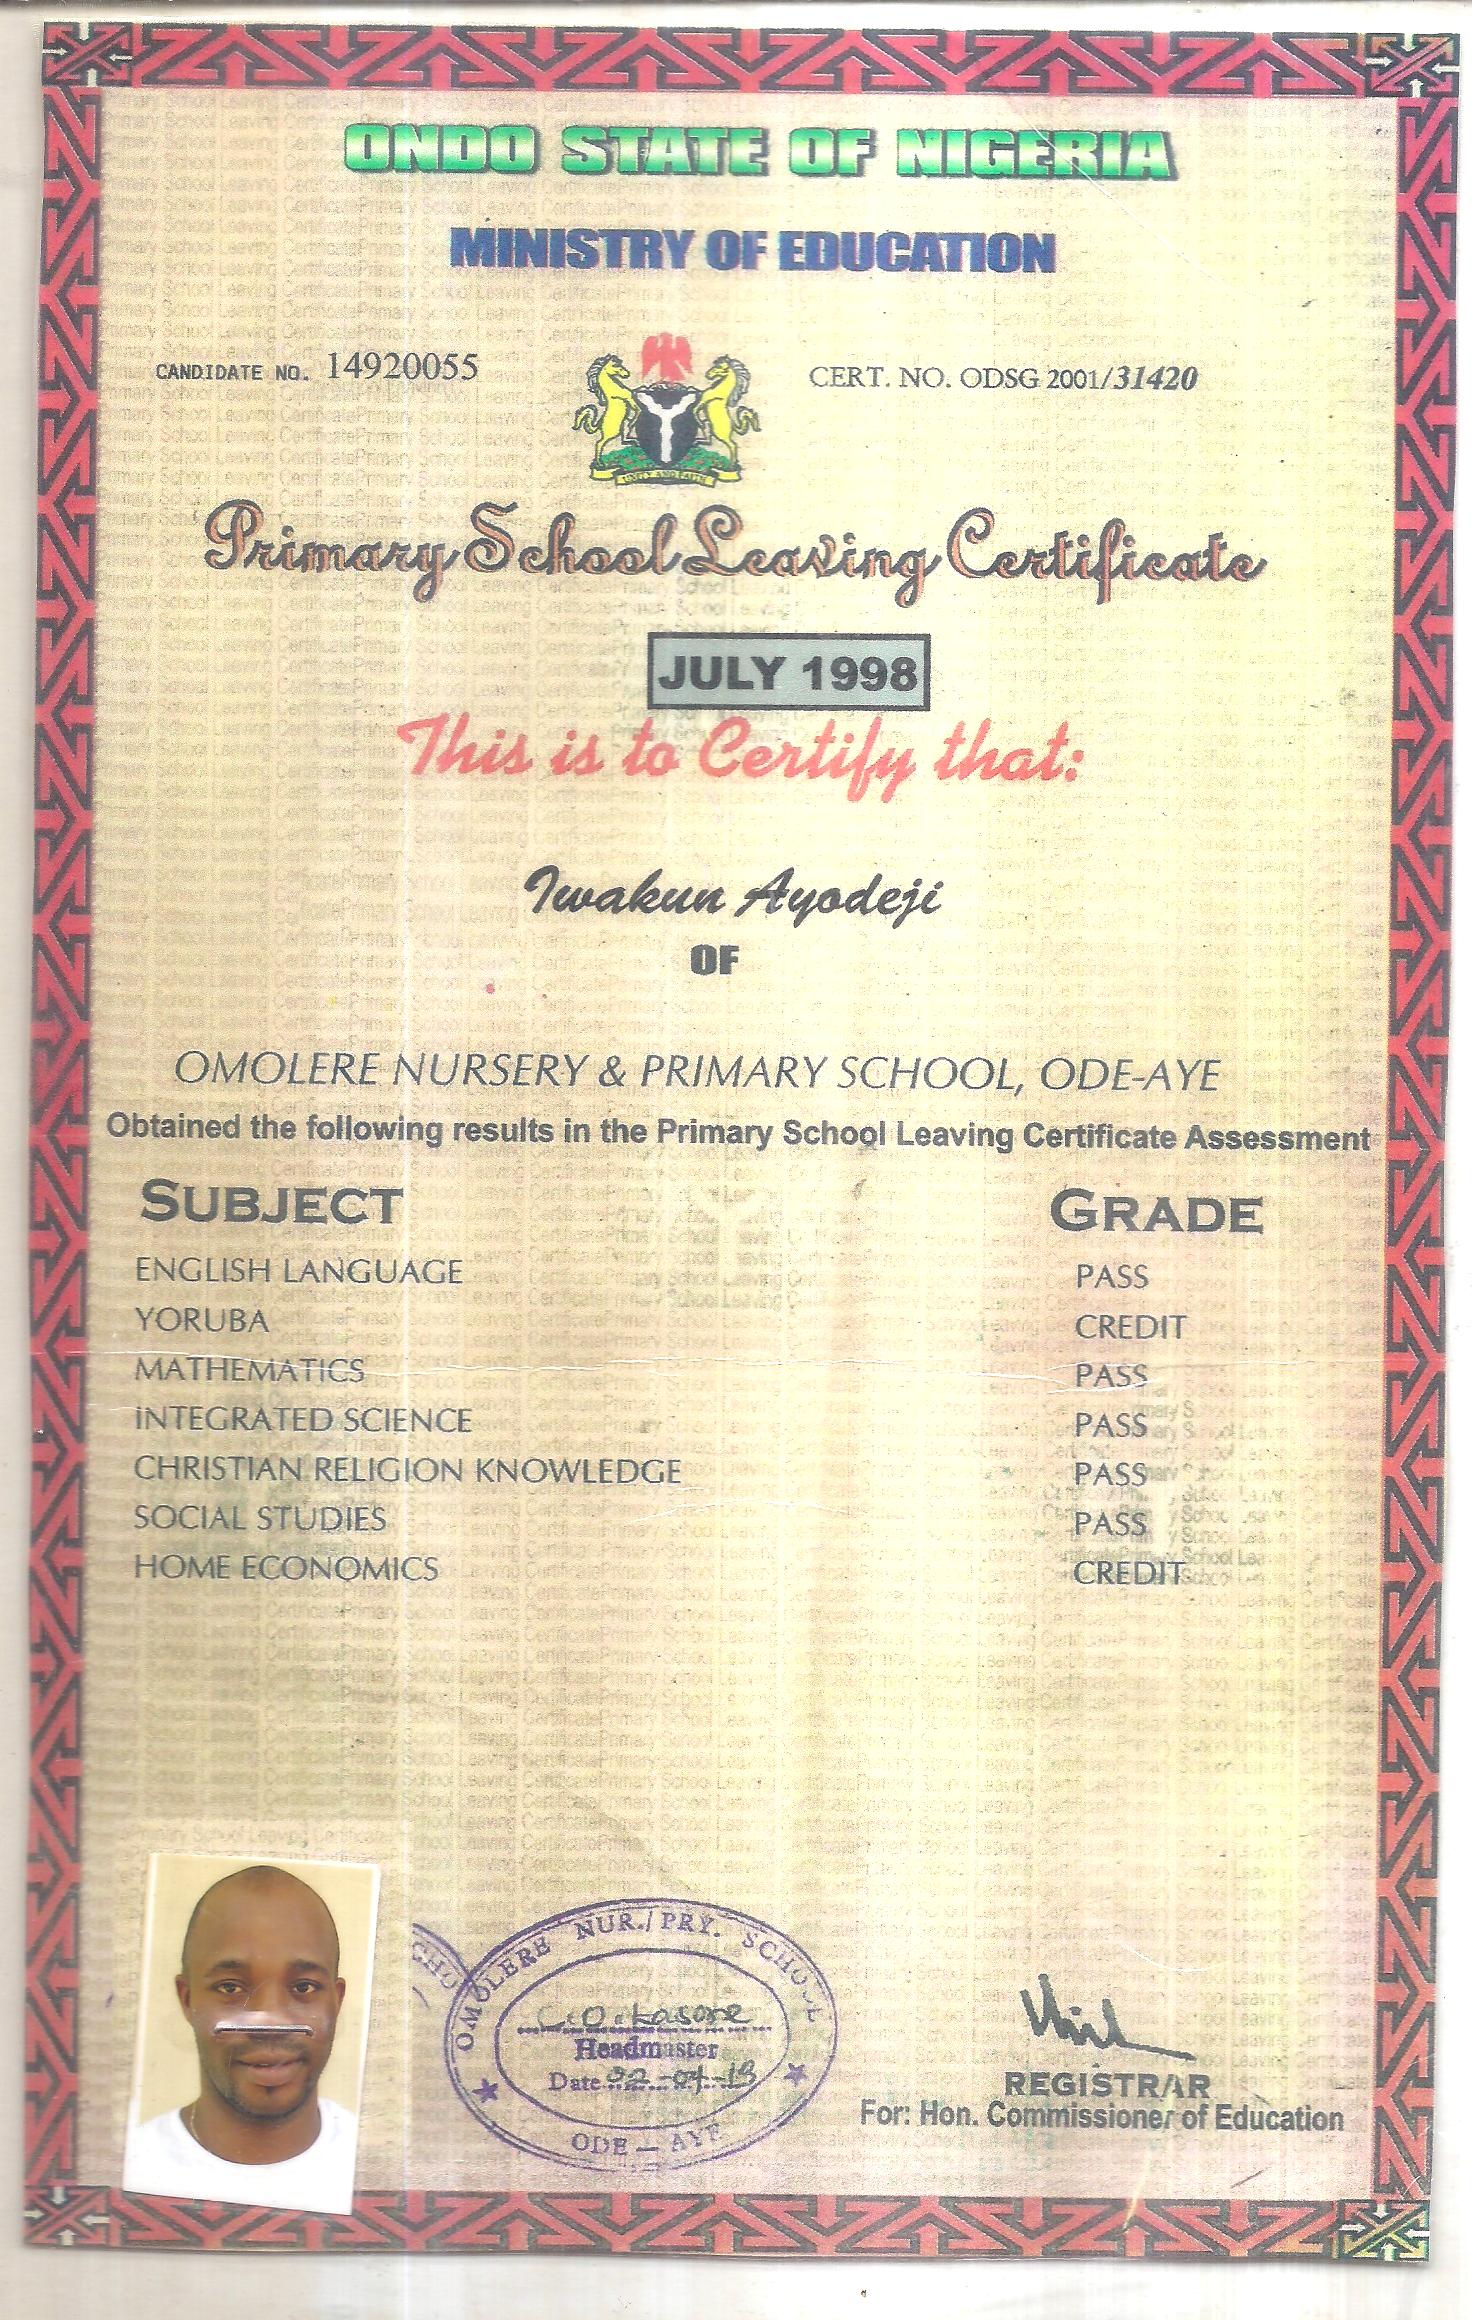 ONDO STATE OF NIGERIA
MINISTRY OF EDUCATION
CANDIDATE NO. 14920055
CERT. NO. ODSG 2001/31420
UNITY AND FAITH
Primary School Leaving Certificate
JULY 1998
This is to Certify that:
Iwakun Ayodeji
OF
OMOLERE NURSERY & PRIMARY SCHOOL, ODE-AYE
Obtained the following results in the Primary School Leaving Certificate Assessment
SUBJECT GRADE
ENGLISH LANGUAGE PASS
YORUBA CREDIT
MATHEMATICS PASS
INTEGRATED SCIENCE PASS
CHRISTIAN RELIGION KNOWLEDGE PASS
SOCIAL STUDIES PASS
HOME ECONOMICS CREDIT
OMOLERE NUR./PRY. SCHOOL
Headmaster
Date
ODE - AYE
REGISTRAR
For: Hon. Commissioner of Education